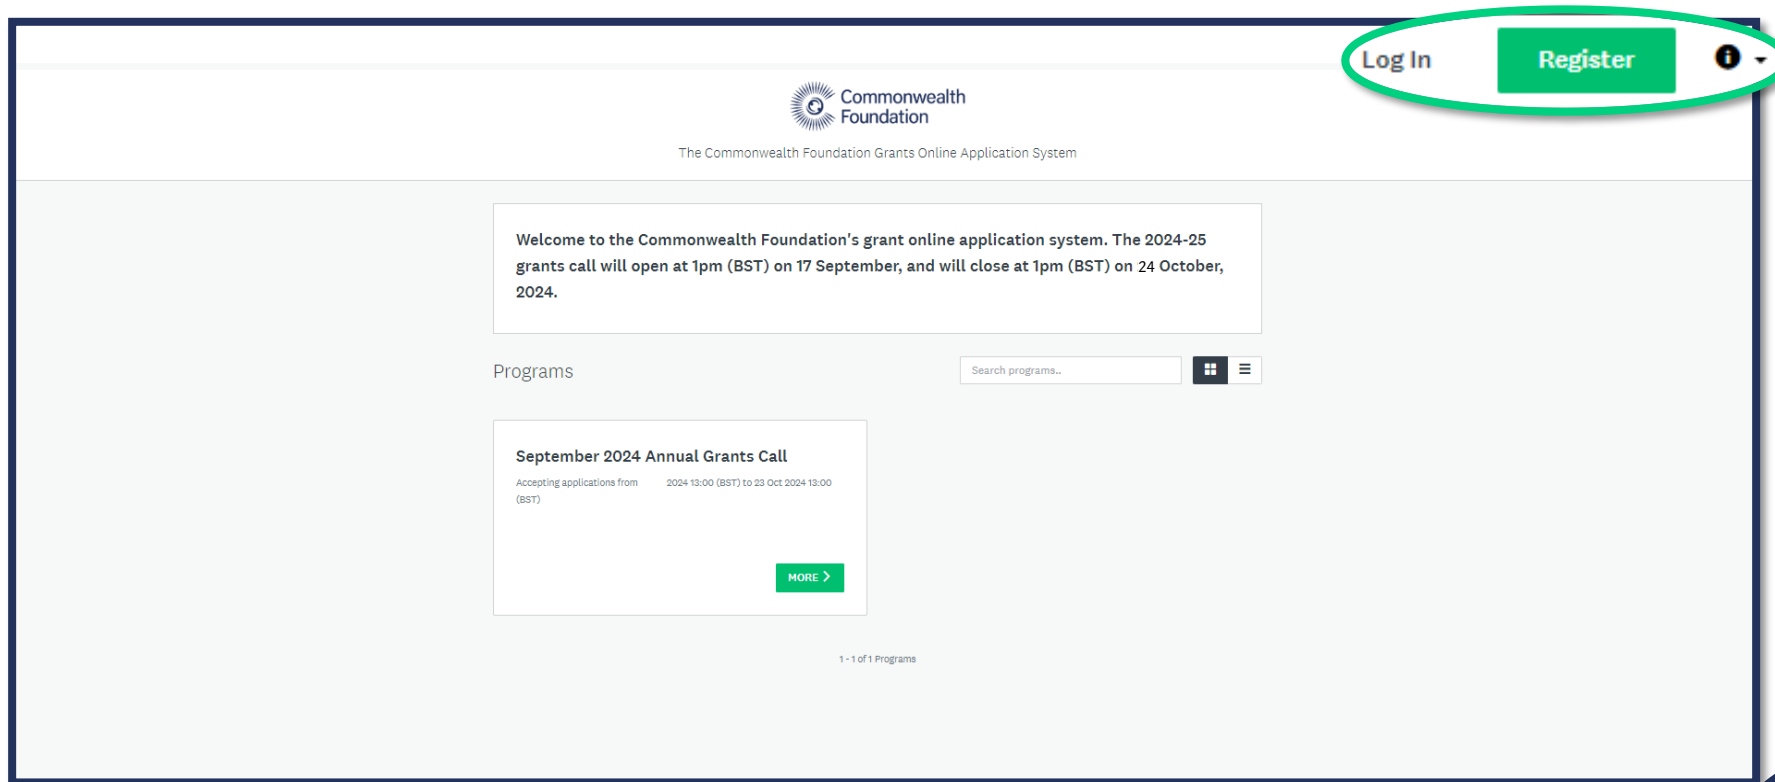 Log In Register
Commonwealth
Foundation
The Commonwealth Foundation Grants Online Application System
Welcome to the Commonwealth Foundation's grant online application system. The 2024-25
grants call will open at 1pm (BST) on 17 September, and will close at 1pm (BST) on 24 October,
2024.
Programs Search programs..
September 2024 Annual Grants Call
Accepting applications from 2024 13:00 (BST) to 23 Oct 2024 13:00
(BST)
MORE
1 - 1 of 1 Programs